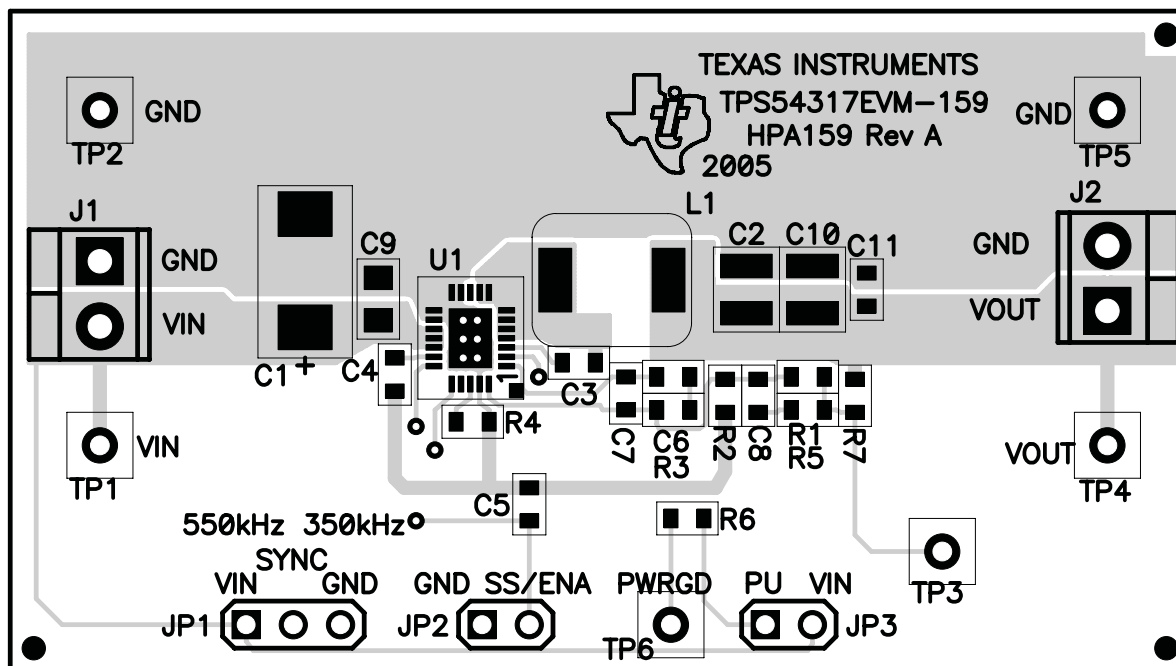 TEXAS INSTRUMENTS
TPS54317EVM-159
HPA159 Rev A
2005
GND
TP2
GND
TP5
J1
GND
VIN
C1 +
C9
U1
1
L1
C2
C10
C11
J2
GND
VOUT
C4
C3
R4
C7
C6
R3
R2
C8
R1
R5
R7
VIN
TP1
VOUT
TP4
C5
R6
550kHz 350kHz
SYNC
VIN GND
JP1
GND SS/ENA
JP2
PWRGD
TP6
PU VIN
JP3
TP3